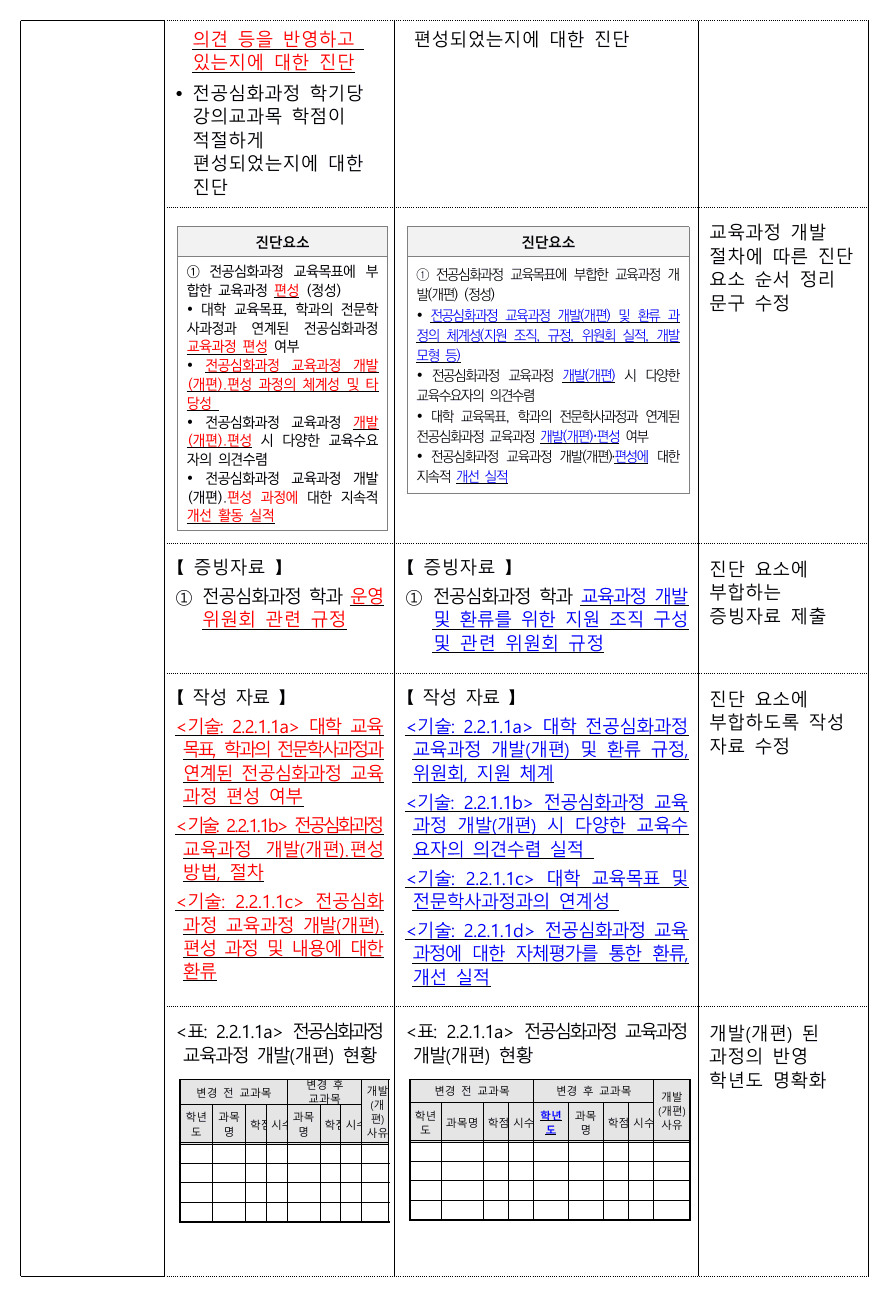 의견 등을 반영하고
있는지에 대한 진단
• 전공심화과정 학기당
강의교과목 학점이
적절하게
편성되었는지에 대한
진단
편성되었는지에 대한 진단
진단요소
① 전공심화과정 교육목표에 부
합한 교육과정 편성 (정성)
• 대학 교육목표, 학과의 전문학
사과정과 연계된 전공심화과정
교육과정 편성 여부
• 전공심화과정 교육과정 개발
(개편).편성 과정의 체계성 및 타
당성
• 전공심화과정 교육과정 개발
(개편).편성 시 다양한 교육수요
자의 의견수렴
• 전공심화과정 교육과정 개발
(개편).편성 과정에 대한 지속적
개선 활동 실적
진단요소
① 전공심화과정 교육목표에 부합한 교육과정 개
발(개편) (정성)
• 전공심화과정 교육과정 개발(개편) 및 환류 과
정의 체계성(지원 조직, 규정, 위원회 실적, 개발
모형 등)
• 전공심화과정 교육과정 개발(개편) 시 다양한
교육수요자의 의견수렴
• 대학 교육목표, 학과의 전문학사과정과 연계된
전공심화과정 교육과정 개발(개편)·편성 여부
• 전공심화과정 교육과정 개발(개편)·편성에 대한
지속적 개선 실적
교육과정 개발
절차에 따른 진단
요소 순서 정리
문구 수정
【 증빙자료 】
① 전공심화과정 학과 운영
위원회 관련 규정
【 증빙자료 】
① 전공심화과정 학과 교육과정 개발
및 환류를 위한 지원 조직 구성
및 관련 위원회 규정
진단 요소에
부합하는
증빙자료 제출
【 작성 자료 】
<기술: 2.2.1.1a> 대학 교육
목표, 학과의 전문학사과정과
연계된 전공심화과정 교육
과정 편성 여부
<기술: 2.2.1.1b> 전공심화과정
교육과정 개발(개편).편성
방법, 절차
<기술: 2.2.1.1c> 전공심화
과정 교육과정 개발(개편).
편성 과정 및 내용에 대한
환류
【 작성 자료 】
<기술: 2.2.1.1a> 대학 전공심화과정
교육과정 개발(개편) 및 환류 규정,
위원회, 지원 체계
<기술: 2.2.1.1b> 전공심화과정 교육
과정 개발(개편) 시 다양한 교육수
요자의 의견수렴 실적
<기술: 2.2.1.1c> 대학 교육목표 및
전문학사과정과의 연계성
<기술: 2.2.1.1d> 전공심화과정 교육
과정에 대한 자체평가를 통한 환류,
개선 실적
진단 요소에
부합하도록 작성
자료 수정
<표: 2.2.1.1a> 전공심화과정
교육과정 개발(개편) 현황
변경 전 교과목
변경 후
교과목
개발
(개
편)
사유
학년
도
과목
명
학점
시수
과목
명
학점
시수
<표: 2.2.1.1a> 전공심화과정 교육과정
개발(개편) 현황
변경 전 교과목
변경 후 교과목
개발
(개편)
사유
학년
도
과목명
학점
시수
학년
도
과목
명
학점
시수
개발(개편) 된
과정의 반영
학년도 명확화